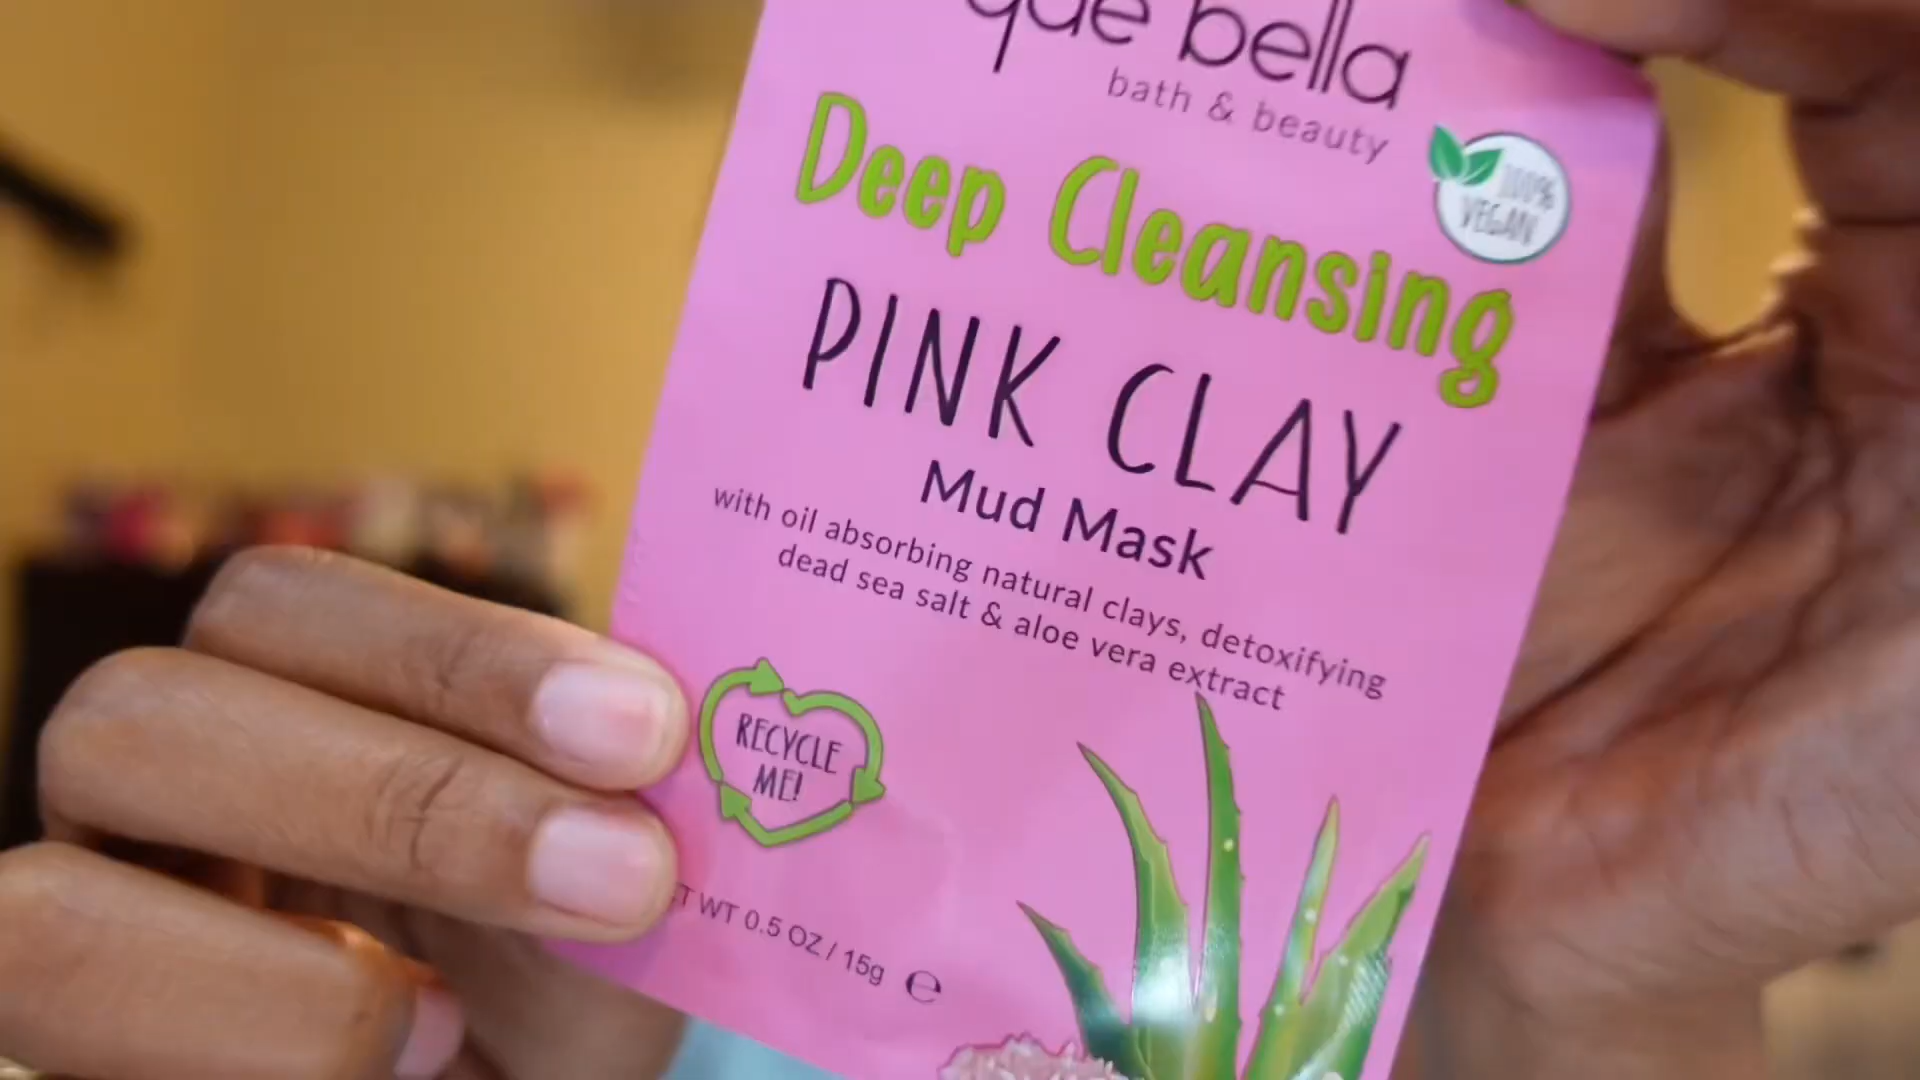 que bella
bath & beauty
100%
VEGAN
Deep Cleansing
PINK CLAY
Mud Mask
with oil absorbing natural clays, detoxifying
dead sea salt & aloe vera extract
RECYCLE
ME!
WT 0.5 OZ / 15g ℮